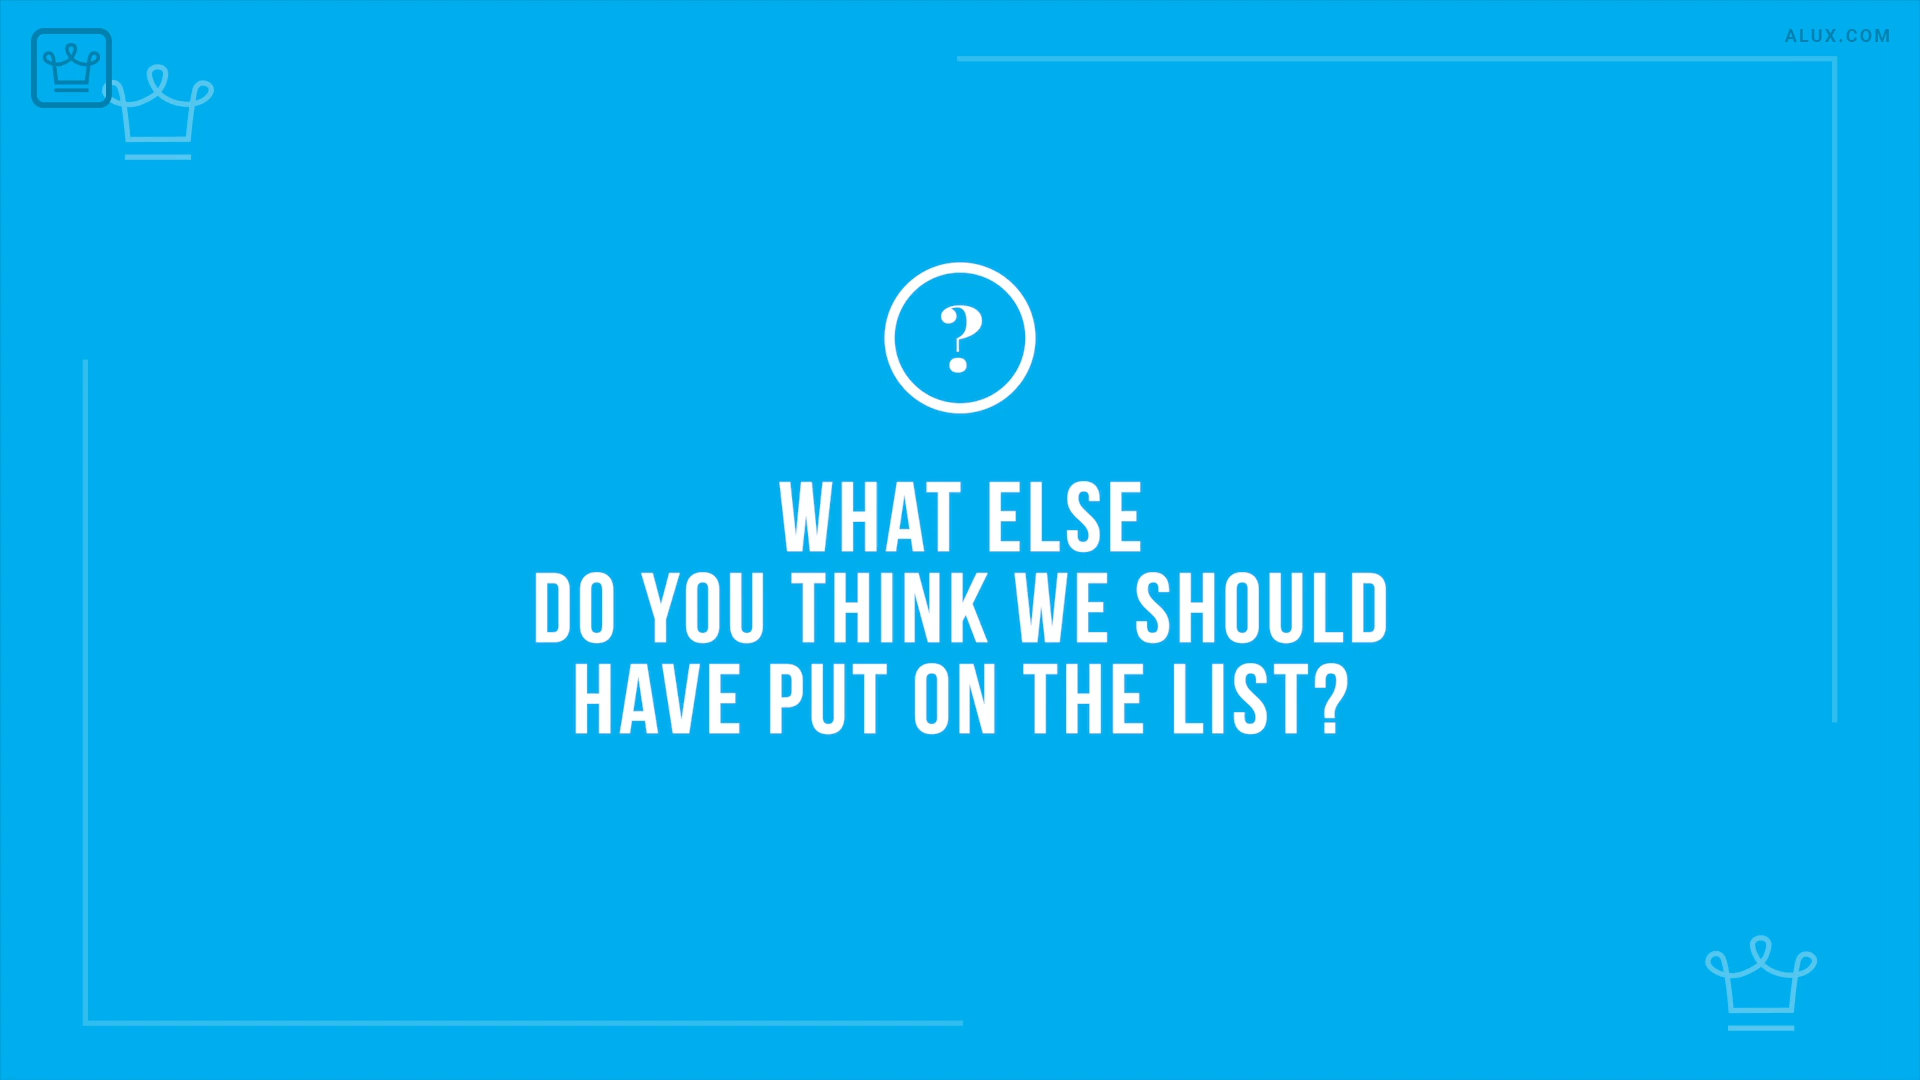 ALUX.COM
?
WHAT ELSE
DO YOU THINK WE SHOULD
HAVE PUT ON THE LIST?